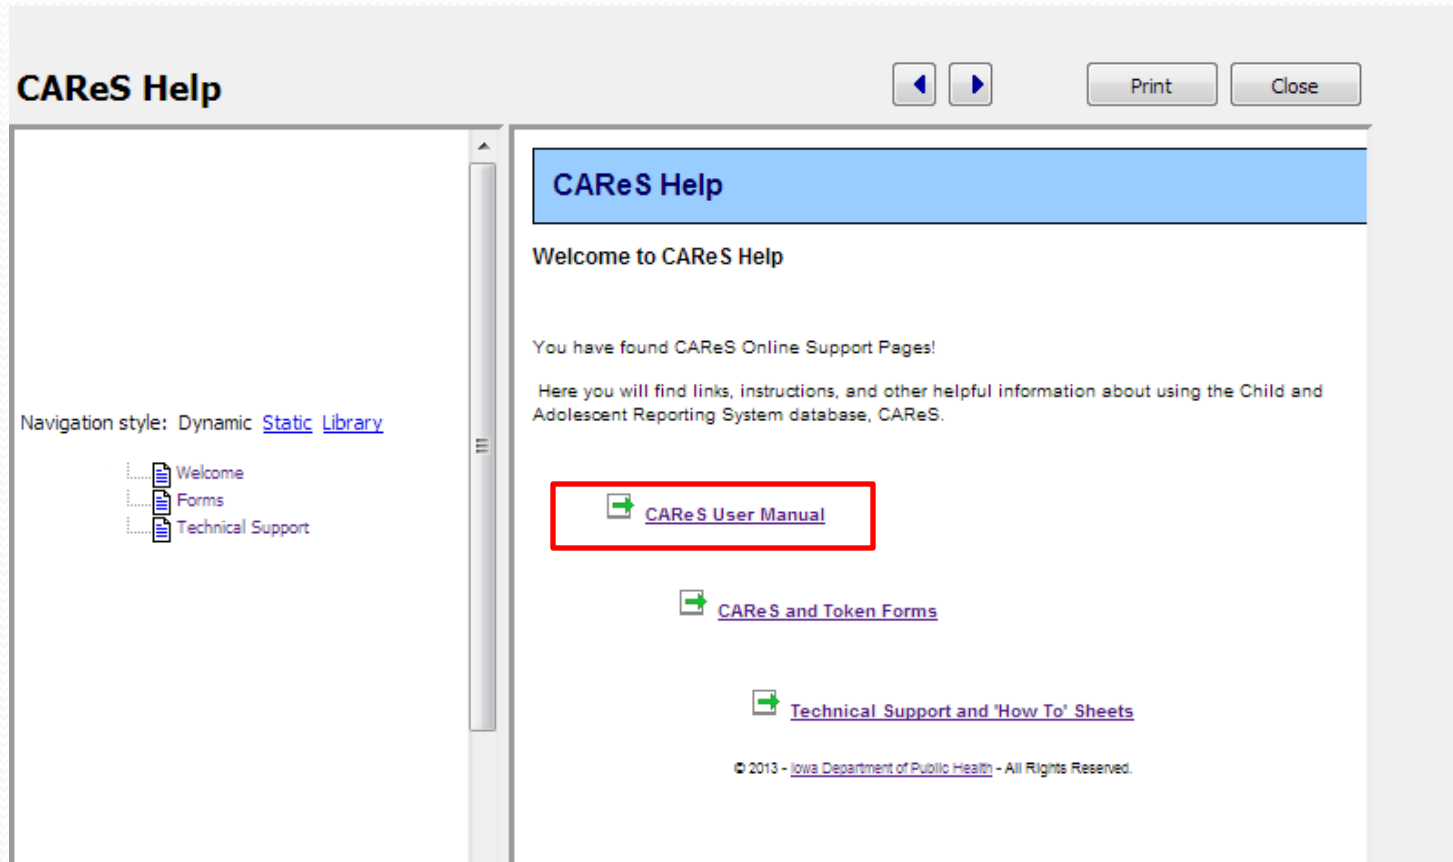 CAReS Help
Print
Close
Navigation style: Dynamic Static Library
Welcome
Forms
Technical Support
CAReS Help
Welcome to CAReS Help
You have found CAReS Online Support Pages!
Here you will find links, instructions, and other helpful information about using the Child and
Adolescent Reporting System database, CAReS.
CAReS User Manual
CAReS and Token Forms
Technical Support and 'How To' Sheets
© 2013 - Iowa Department of Public Health - All Rights Reserved.